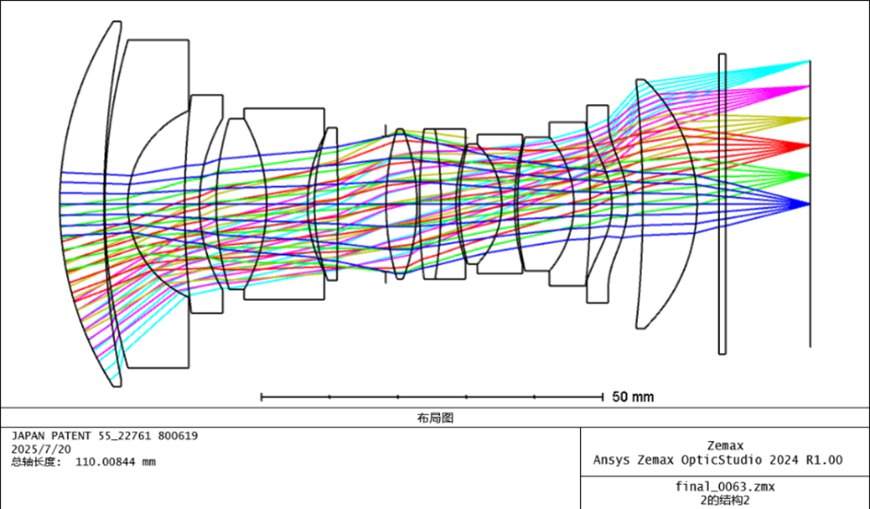 50 mm
布局图
JAPAN PATENT 55_22761 800619
2025/7/20
总轴长度: 110.00844 mm
Zemax
Ansys Zemax OpticStudio 2024 R1.00
final_0063.zmx
2的结构2